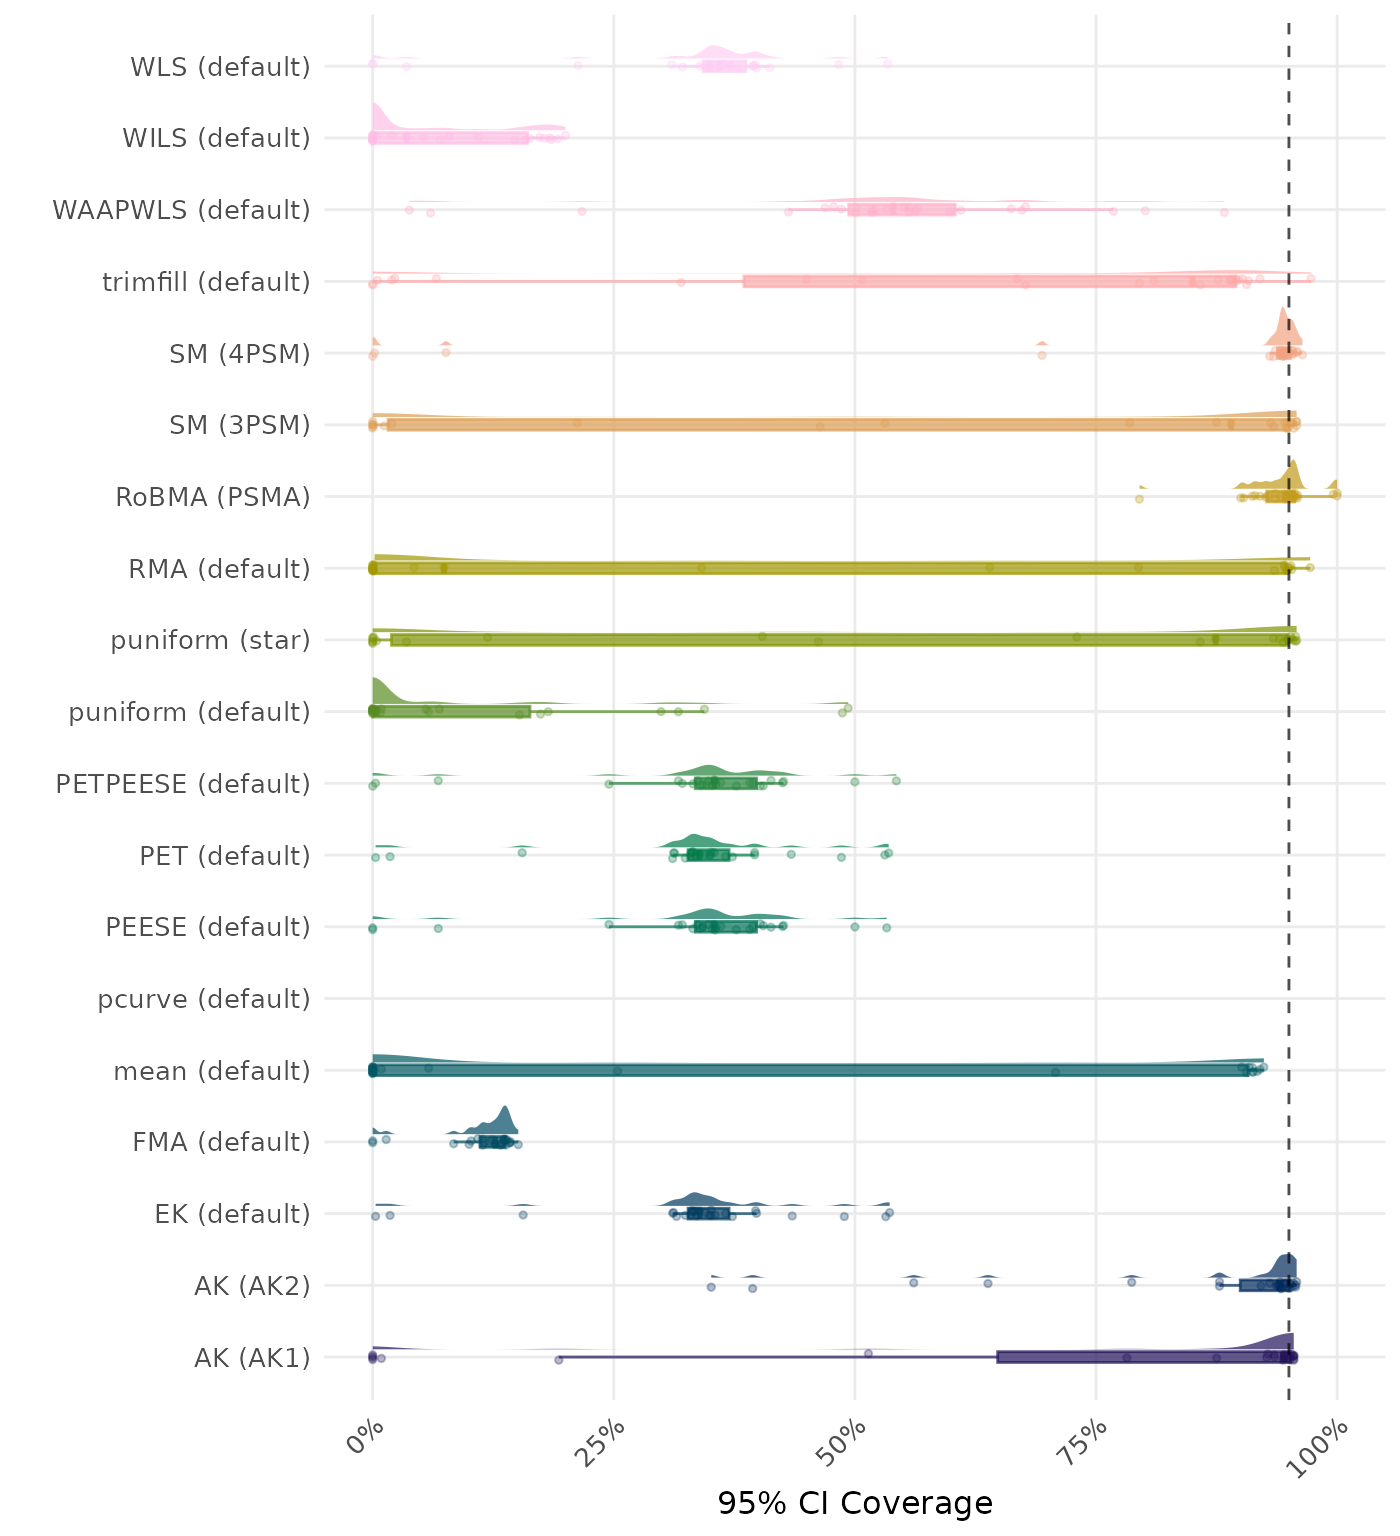 WLS (default)
WILS (default)
WAAPWLS (default)
trimfill (default)
SM (4PSM)
SM (3PSM)
RoBMA (PSMA)
RMA (default)
puniform (star)
puniform (default)
PETPEESE (default)
PET (default)
PEESE (default)
pcurve (default)
mean (default)
FMA (default)
EK (default)
AK (AK2)
AK (AK1)
0% 25% 50% 75% 100%
95% CI Coverage